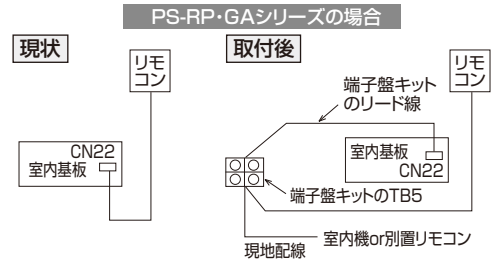 PS-RP・GAシリーズの場合
現状
リモ
コン
CN22
室内基板
取付後
リモ
コン
端子盤キット
のリード線
室内基板
CN22
端子盤キットのTB5
室内機or別置リモコン
現地配線